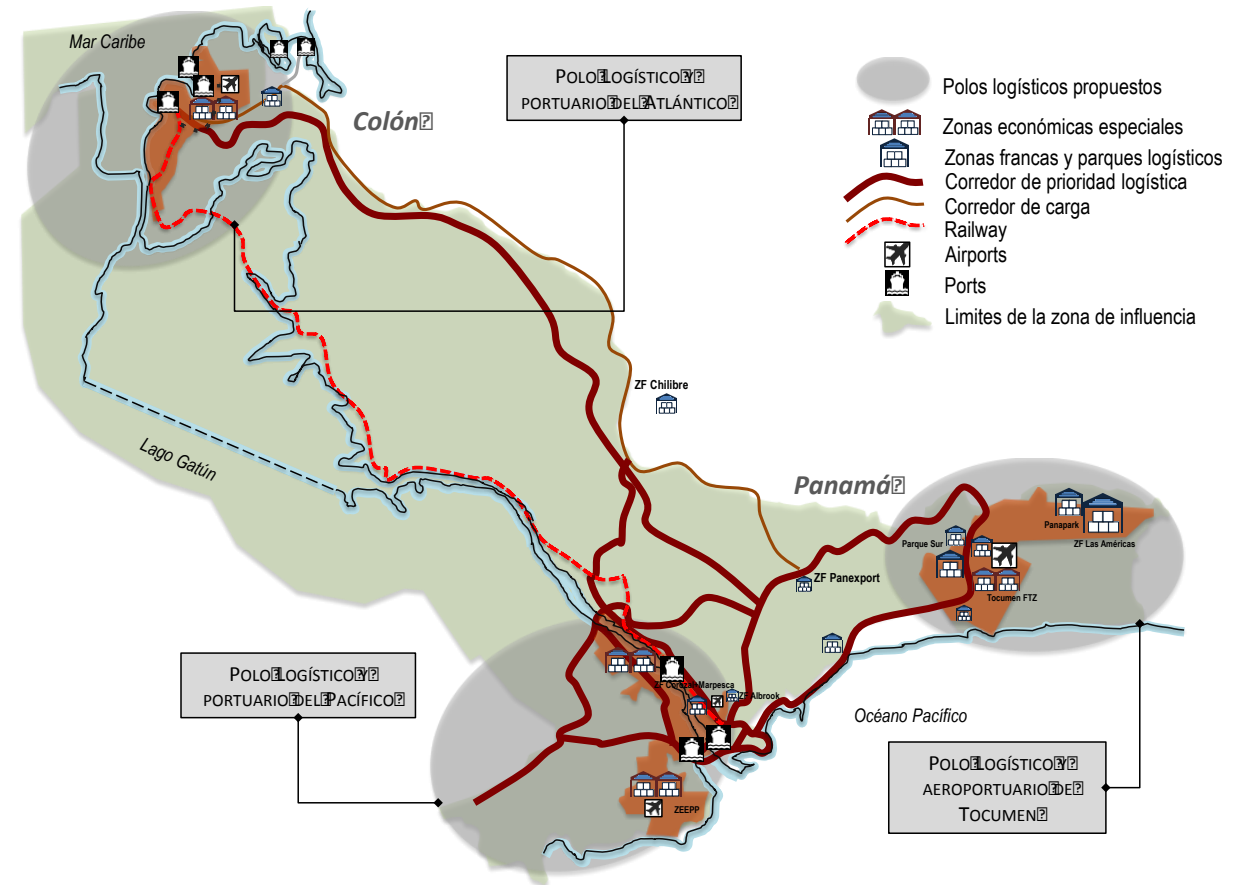 Mar Caribe
POLO LOGÍSTICO Y
PORTUARIO DEL ATLÁNTICO
Colón
Polos logísticos propuestos
Zonas económicas especiales
Zonas francas y parques logísticos
Corredor de prioridad logística
Corredor de carga
Railway
Airports
Ports
Limites de la zona de influencia
ZF Chilibre
Lago Gatún
Panamá
Panapark
Parque Sur
ZF Las Américas
ZF Panexport
Tocumen FTZ
POLO LOGÍSTICO Y
PORTUARIO DEL PACÍFICO
ZF Corozal Marpesca
ZF Albrook
Océano Pacífico
POLO LOGÍSTICO Y
AEROPORTUARIO DE
TOCUMEN
ZEEPP